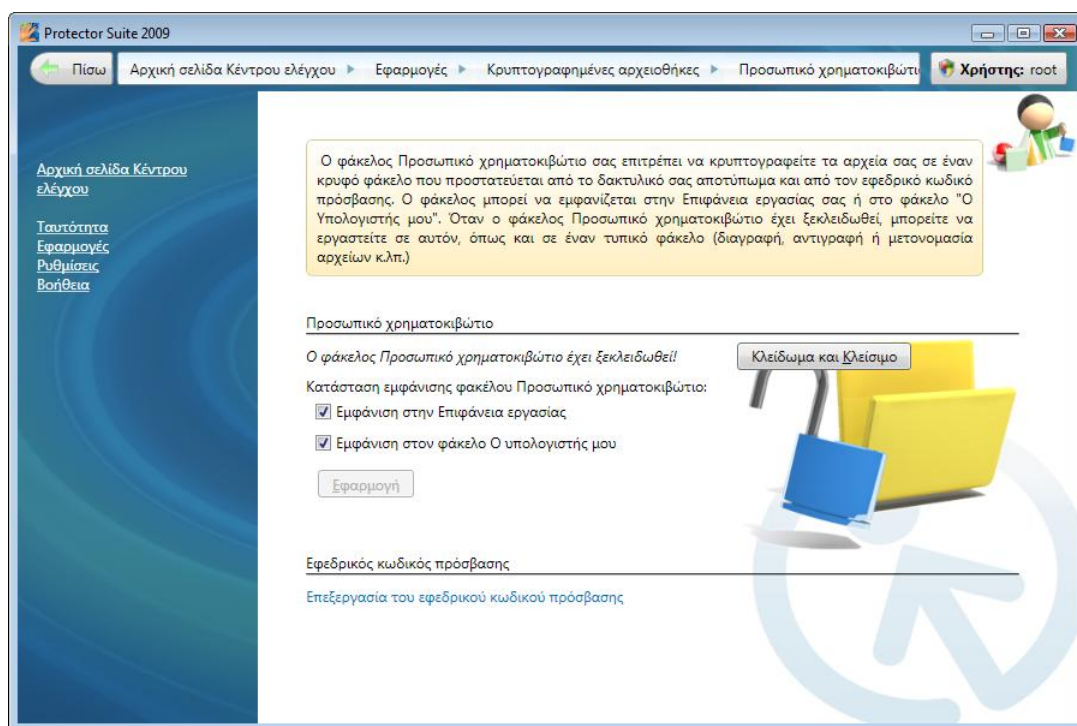 Protector Suite 2009
Πίσω
Αρχική σελίδα Κέντρου ελέγχου
Εφαρμογές
Κρυπτογραφημένες αρχειοθήκες
Προσωπικό χρηματοκιβώτι
Χρήστης: root
Αρχική σελίδα Κέντρου
ελέγχου
Ταυτότητα
Εφαρμογές
Ρυθμίσεις
Βοήθεια
Ο φάκελος Προσωπικό χρηματοκιβώτιο σας επιτρέπει να κρυπτογραφείτε τα αρχεία σας σε έναν
κρυφό φάκελο που προστατεύεται από το δακτυλικό σας αποτύπωμα και από τον εφεδρικό κωδικό
πρόσβασης. Ο φάκελος μπορεί να εμφανίζεται στην Επιφάνεια εργασίας σας ή στο φάκελο "Ο
Υπολογιστής μου". Όταν ο φάκελος Προσωπικό χρηματοκιβώτιο έχει ξεκλειδωθεί, μπορείτε να
εργαστείτε σε αυτόν, όπως και σε έναν τυπικό φάκελο (διαγραφή, αντιγραφή ή μετονομασία
αρχείων κ.λπ.)
Προσωπικό χρηματοκιβώτιο
Ο φάκελος Προσωπικό χρηματοκιβώτιο έχει ξεκλειδωθεί!
Κλείδωμα και Κλείσιμο
Κατάσταση εμφάνισης φακέλου Προσωπικό χρηματοκιβώτιο:
Εμφάνιση στην Επιφάνεια εργασίας
Εμφάνιση στον φάκελο Ο υπολογιστής μου
Εφαρμογή
Εφεδρικός κωδικός πρόσβασης
Επεξεργασία του εφεδρικού κωδικού πρόσβασης